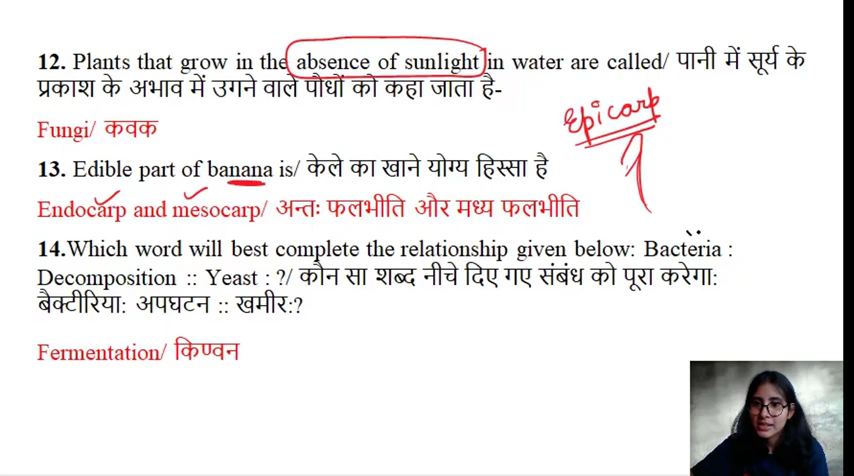 12. Plants that grow in the absence of sunlight in water are called/ पानी में सूर्य के
प्रकाश के अभाव में उगने वाले पौधों को कहा जाता है-
Epicarp
Fungi/ कवक
13. Edible part of banana is/ केले का खाने योग्य हिस्सा है
Endocarp and mesocarp/ अन्तः फलभीति और मध्य फलभीति
14.Which word will best complete the relationship given below: Bacteria :
Decomposition :: Yeast : ?/ कौन सा शब्द नीचे दिए गए संबंध को पूरा करेगा:
बैक्टीरिया: अपघटन :: खमीर:?
Fermentation/ किण्वन